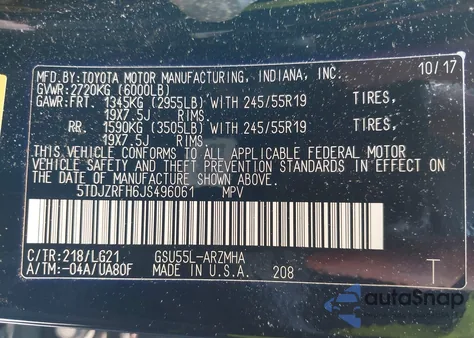 MFD.BY:TOYOTA MOTOR MANUFACTURING, INDIANA, INC. 10/17
GVWR:2720KG (6000LB)
GAWR:FRT. 1345KG (2955LB) WITH 245/55R19 TIRES,
19X7.5J RIMS.
RR. 1590KG (3505LB) WITH 245/55R19 TIRES,
19X7.5J RIMS.
THIS VEHICLE CONFORMS TO ALL APPLICABLE FEDERAL MOTOR
VEHICLE SAFETY AND THEFT PREVENTION STANDARDS IN EFFECT
ON THE DATE OF MANUFACTURE SHOWN ABOVE.
5TDJZRFH6JS496061 MPV
C/TR:218/LG21 GSU55L-ARZMHA
A/TM:-04A/UA80F MADE IN U.S.A. 208 T
autoSnap